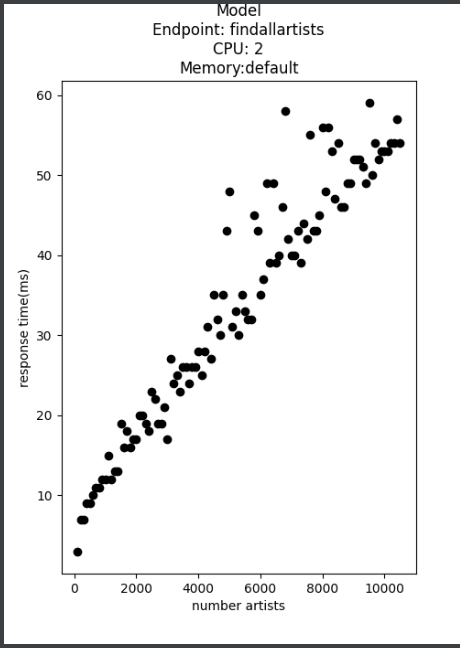 Model
Endpoint: findallartists
CPU: 2
Memory:default
60
50
40
30
20
10
response time(ms)
0 2000 4000 6000 8000 10000
number artists